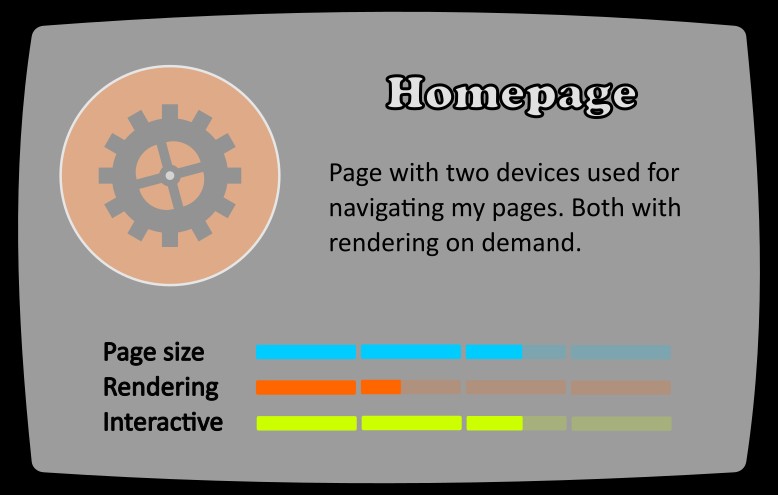 Homepage
Page with two devices used for
navigating my pages. Both with
rendering on demand.
Page size
Rendering
Interactive